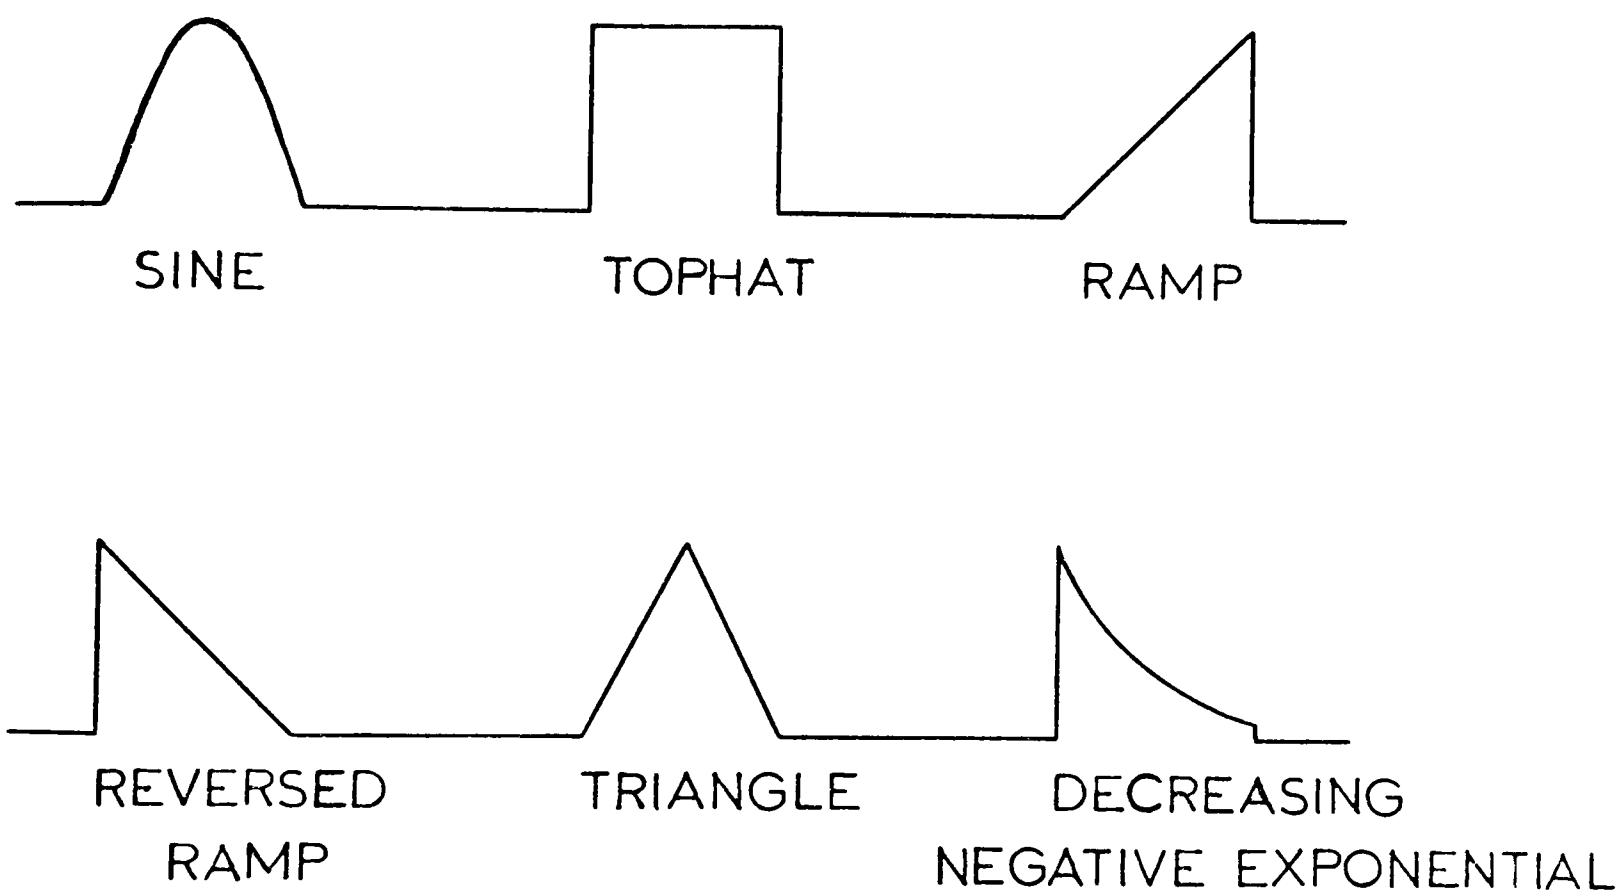 SINE
TOPHAT
RAMP
REVERSED
RAMP
TRIANGLE
DECREASING
NEGATIVE EXPONENTIAL